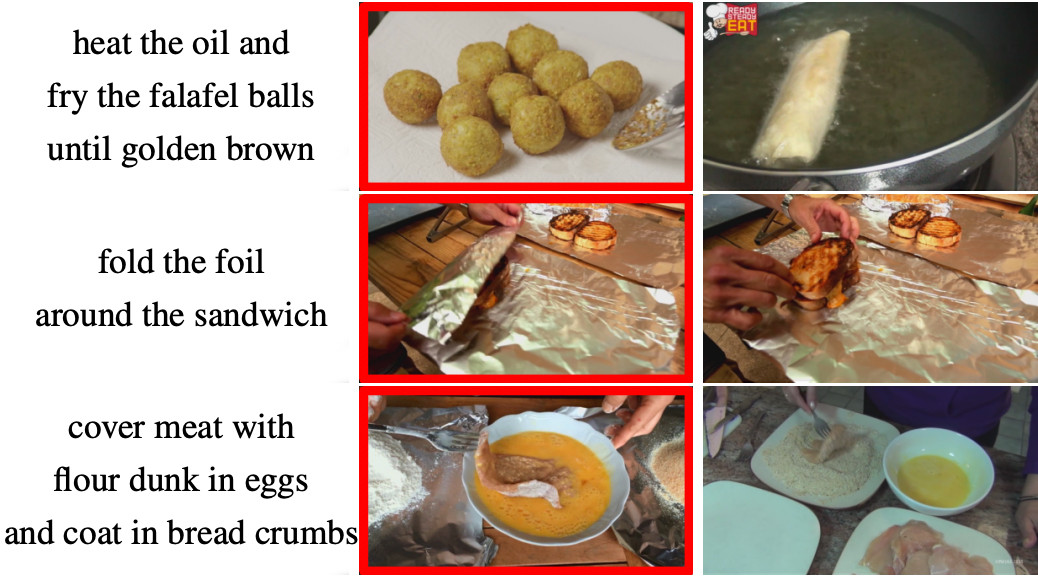 heat the oil and
fry the falafel balls
until golden brown
READY
STEADY
EAT
fold the foil
around the sandwich
cover meat with
flour dunk in eggs
and coat in bread crumbs